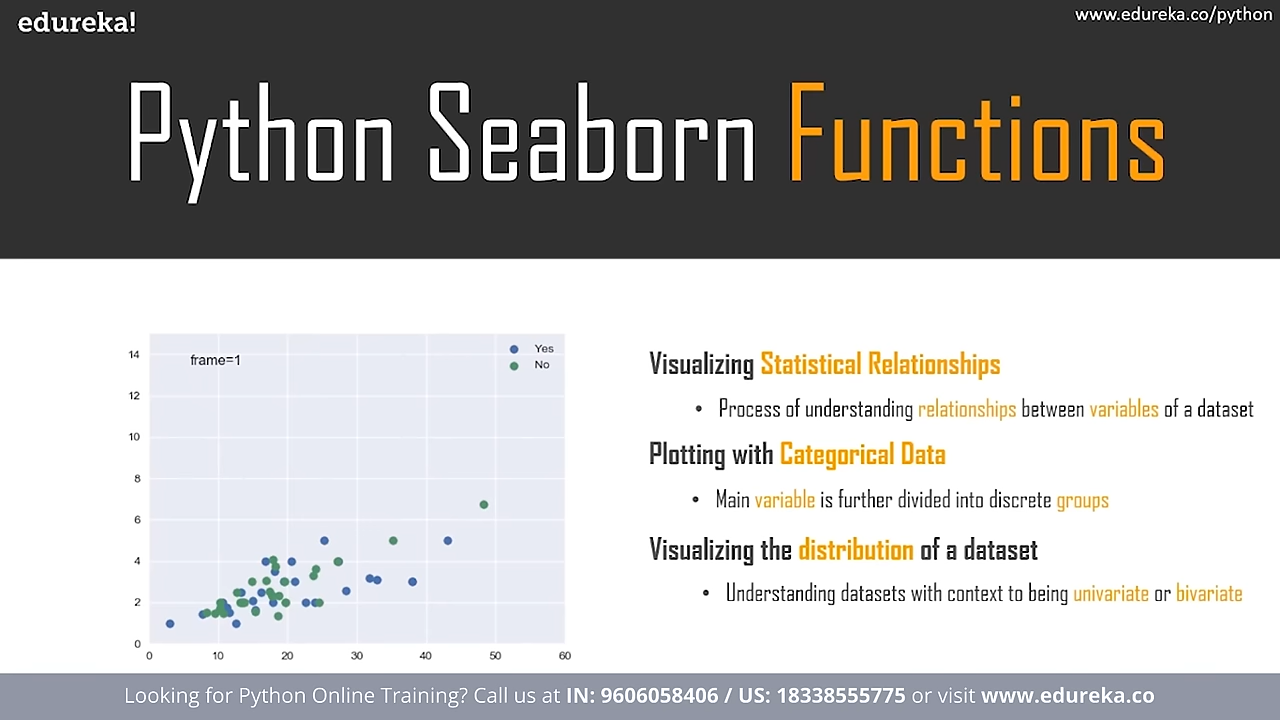 edureka!
www.edureka.co/python
Python Seaborn Functions
frame=1
Yes
No
14
12
10
8
6
4
2
0
0 10 20 30 40 50 60
Visualizing Statistical Relationships
• Process of understanding relationships between variables of a dataset
Plotting with Categorical Data
• Main variable is further divided into discrete groups
Visualizing the distribution of a dataset
• Understanding datasets with context to being univariate or bivariate
Looking for Python Online Training? Call us at IN: 9606058406 / US: 18338555775 or visit www.edureka.co